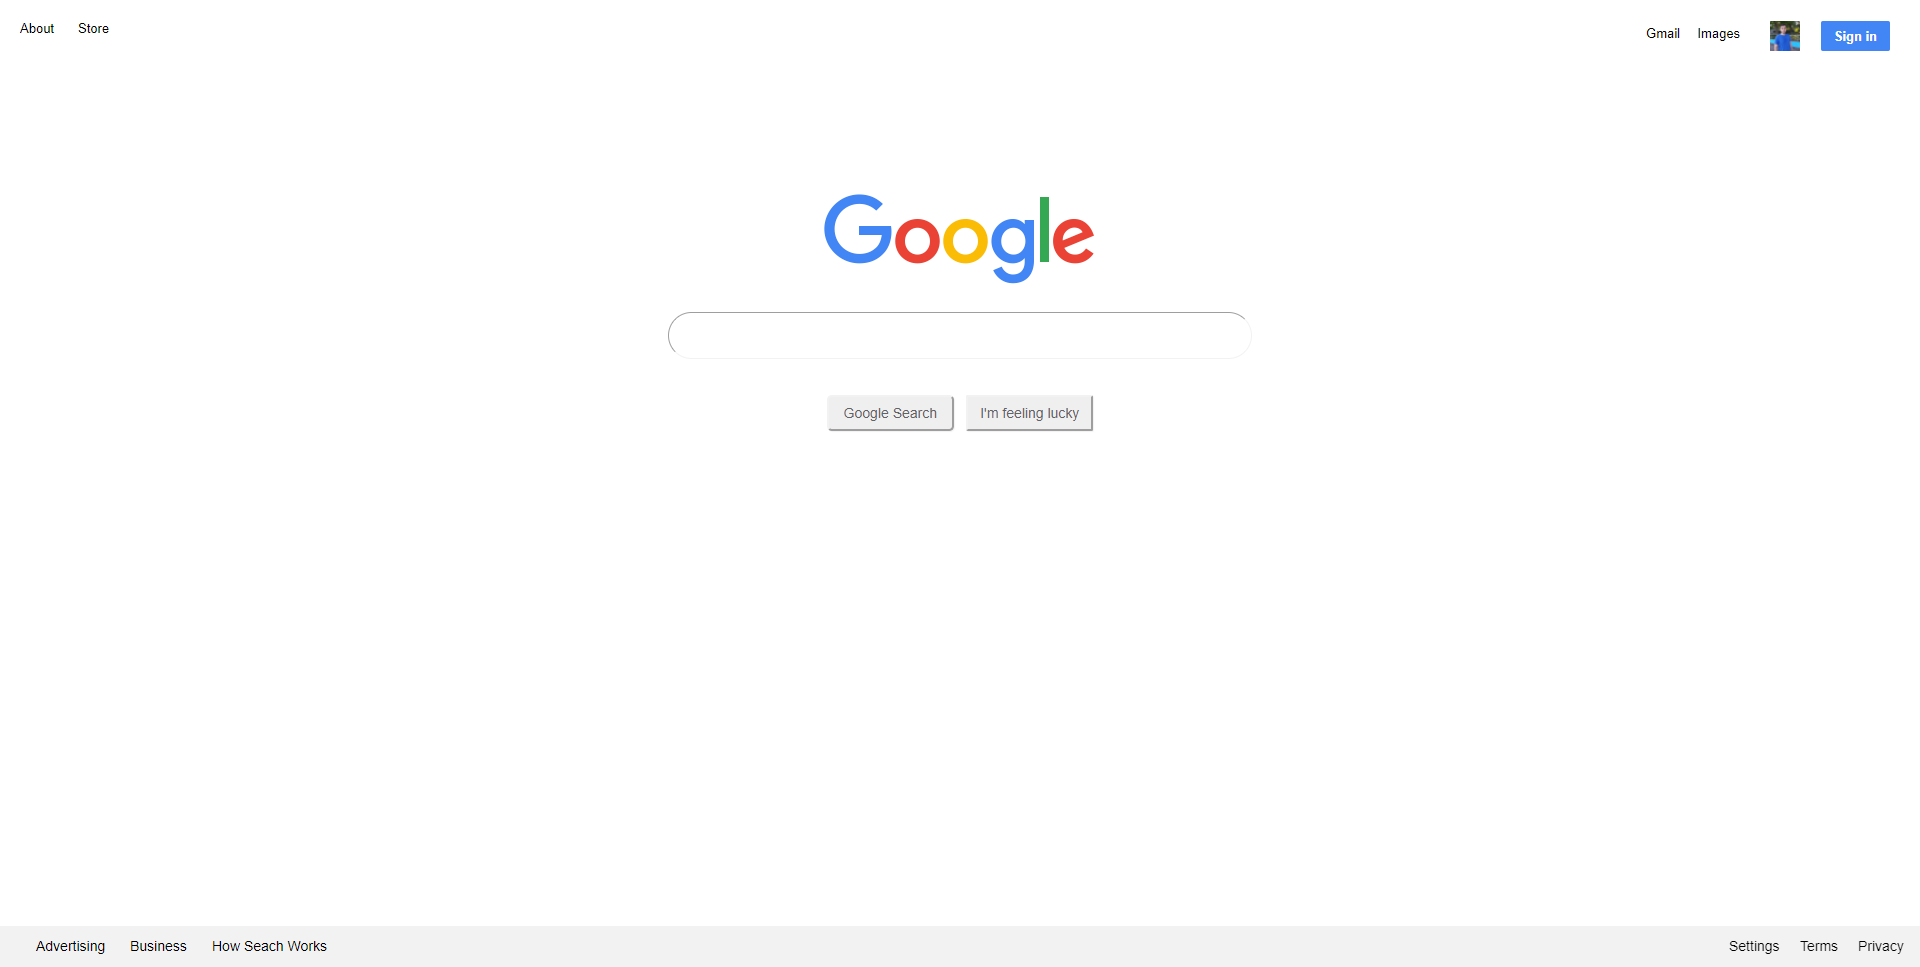 About Store Gmail Images Sign in
Google
Google Search I'm feeling lucky
Advertising Business How Seach Works Settings Terms Privacy